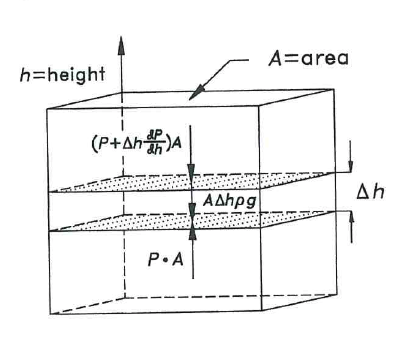 A=area
h=height
(P+Δh dP/dh)A
AΔhρg
Δh
P•A